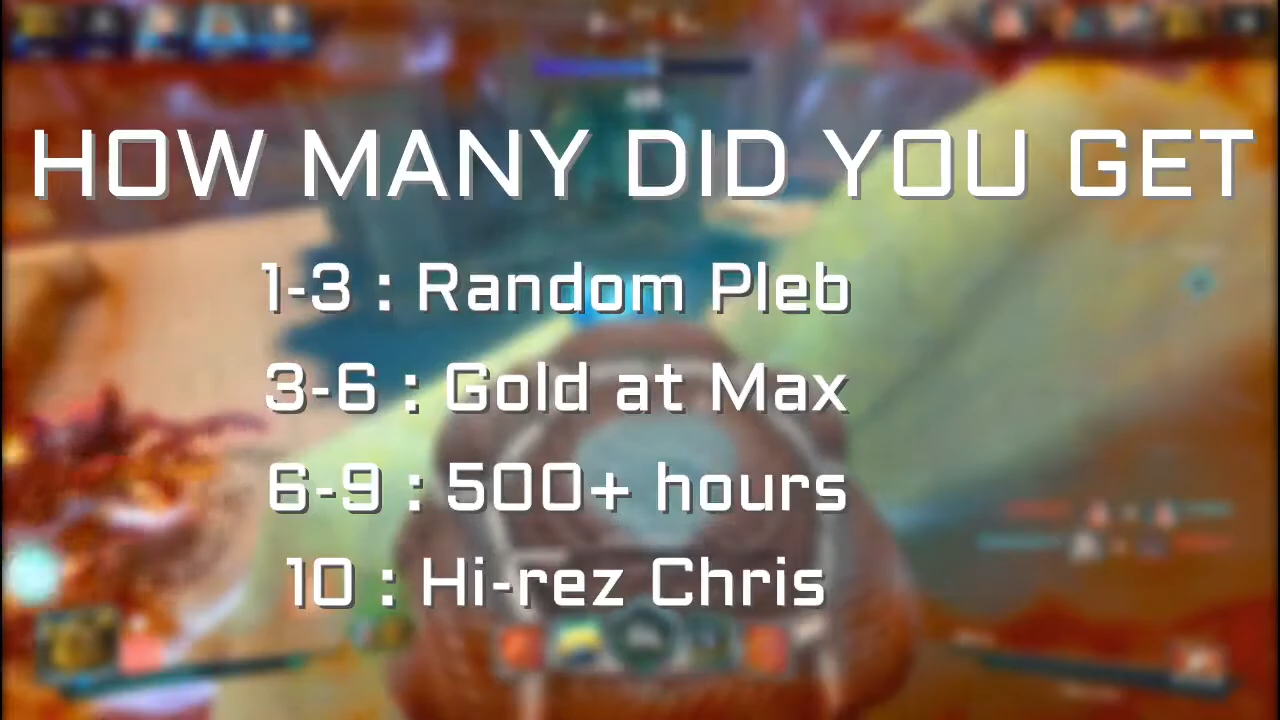 HOW MANY DID YOU GET
1-3 : Random Pleb
3-6 : Gold at Max
6-9 : 500+ hours
10 : Hi-rez Chris